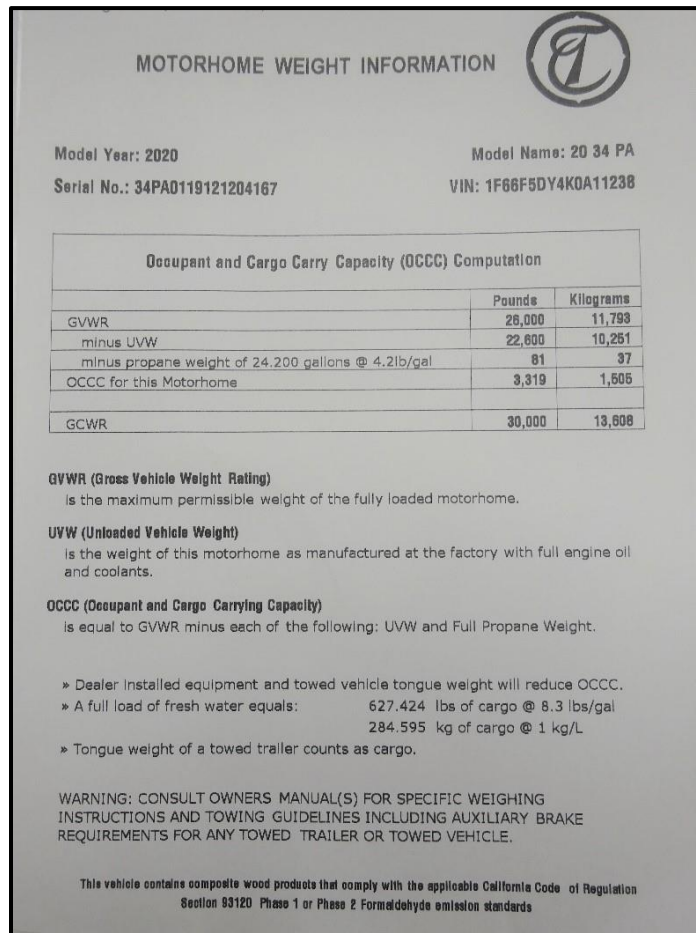 MOTORHOME WEIGHT INFORMATION
Model Year: 2020
Model Name: 20 34 PA
Serial No.: 34PA0119121204167
VIN: 1F66F5DY4K0A11238
Occupant and Cargo Carry Capacity (OCCC) Computation
Pounds Kilograms
GVWR 26,000 11,793
minus UVW 22,600 10,251
minus propane weight of 24.200 gallons @ 4.2lb/gal 81 37
OCCC for this Motorhome 3,319 1,505
GCWR 30,000 13,608
GVWR (Gross Vehicle Weight Rating)
is the maximum permissible weight of the fully loaded motorhome.
UVW (Unloaded Vehicle Weight)
is the weight of this motorhome as manufactured at the factory with full engine oil
and coolants.
OCCC (Occupant and Cargo Carrying Capacity)
is equal to GVWR minus each of the following: UVW and Full Propane Weight.
» Dealer installed equipment and towed vehicle tongue weight will reduce OCCC.
» A full load of fresh water equals: 627.424 lbs of cargo @ 8.3 lbs/gal
284.595 kg of cargo @ 1 kg/L
» Tongue weight of a towed trailer counts as cargo.
WARNING: CONSULT OWNERS MANUAL(S) FOR SPECIFIC WEIGHING
INSTRUCTIONS AND TOWING GUIDELINES INCLUDING AUXILIARY BRAKE
REQUIREMENTS FOR ANY TOWED TRAILER OR TOWED VEHICLE.
This vehicle contains composite wood products that comply with the applicable California Code of Regulation
Section 93120 Phase 1 or Phase 2 Formaldehyde emission standards